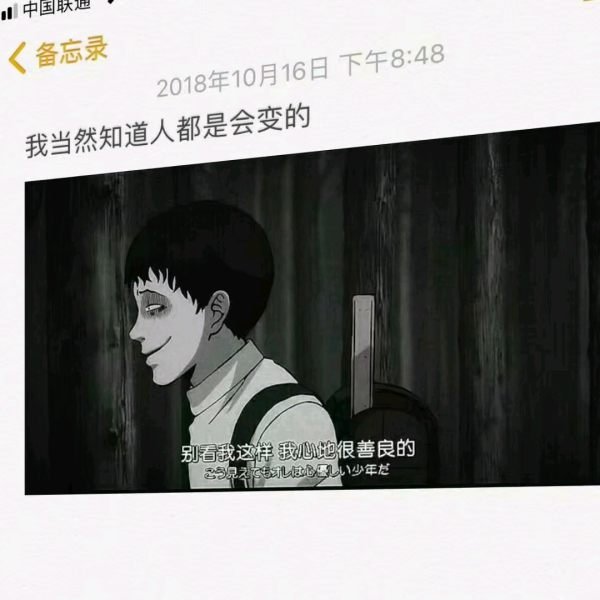 中国联通
备忘录
2018年10月16日 下午8:48
我当然知道人都是会变的
别看我这样 我心地很善良的
こう見えてもオレは心優しい少年だ